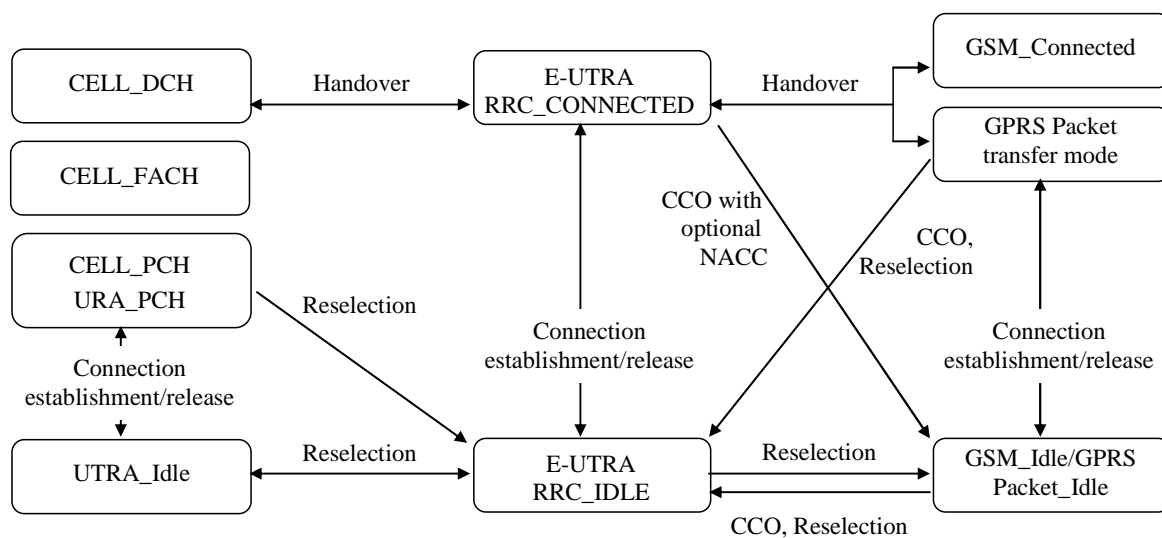 GSM_Connected
CELL_DCH
Handover
E-UTRA
RRC_CONNECTED
Handover
GPRS Packet
transfer mode
CELL_FACH
CCO with
optional
NACC
CCO,
Reselection
CELL_PCH
URA_PCH
Reselection
Connection
establishment/release
Connection
establishment/release
Connection
establishment/release
UTRA_Idle
Reselection
E-UTRA
RRC_IDLE
Reselection
GSM_Idle/GPRS
Packet_Idle
CCO, Reselection